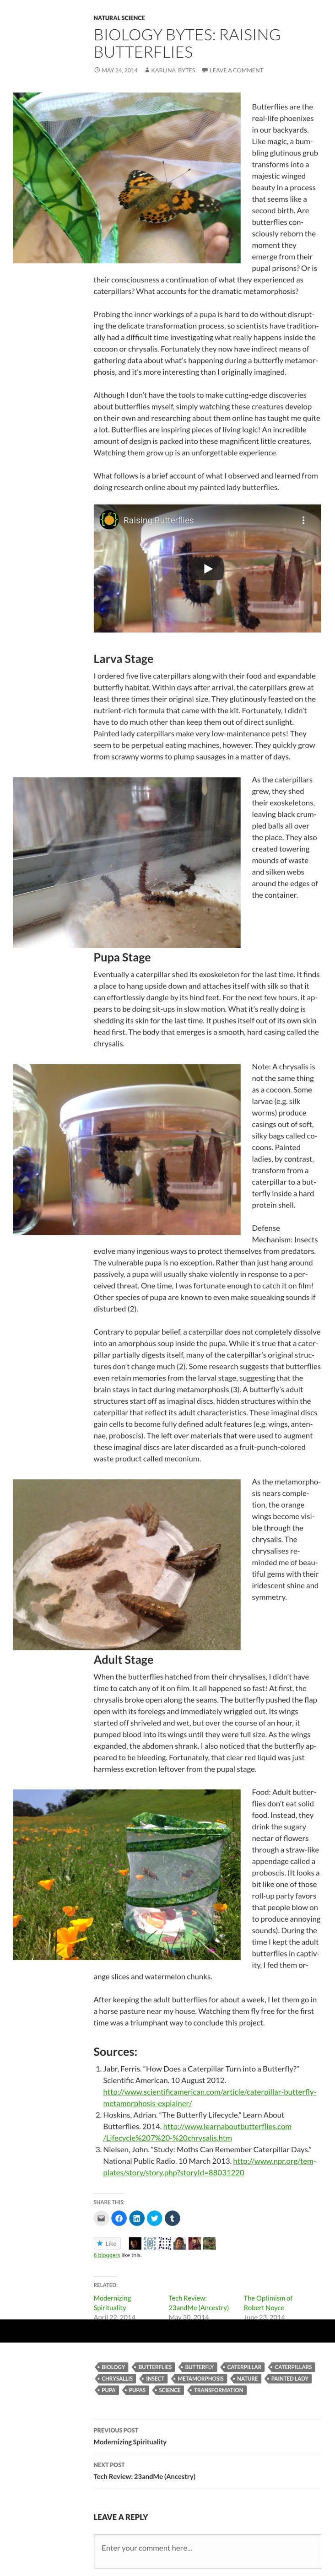 NATURAL SCIENCE
BIOLOGY BYTES: RAISING
BUTTERFLIES
MAY 24, 2014 KARLINA_BYTES LEAVE A COMMENT
Butterflies are the
real-life phoenixes
in our backyards.
Like magic, a bum-
bling glutinous grub
transforms into a
majestic winged
beauty in a process
that seems like a
second birth. Are
butterflies con-
sciously reborn the
moment they
emerge from their
pupal prisons? Or is
their consciousness a continuation of what they experienced as
caterpillars? What accounts for the dramatic metamorphosis?
Probing the inner workings of a pupa is hard to do without disrupt-
ing the delicate transformation process, so scientists have tradition-
ally had a difficult time investigating what really happens inside the
cocoon or chrysalis. Fortunately they now have indirect means of
gathering data about what's happening during a butterfly metamor-
phosis, and it's more interesting than I originally imagined.
Although I don't have the tools to make cutting-edge discoveries
about butterflies myself, simply watching these creatures develop
on their own and researching about them online has taught me quite
a lot. Butterflies are inspiring pieces of living logic! An incredible
amount of design is packed into these magnificent little creatures.
Watching them grow up is an unforgettable experience.
What follows is a brief account of what I observed and learned from
doing research online about my painted lady butterflies.
Raising Butterflies
Larva Stage
I ordered five live caterpillars along with their food and expandable
butterfly habitat. Within days after arrival, the caterpillars grew at
least three times their original size. They glutinously feasted on the
nutrient-rich formula that came with the kit. Fortunately, I didn't
have to do much other than keep them out of direct sunlight.
Painted lady caterpillars make very low-maintenance pets! They
seem to be perpetual eating machines, however. They quickly grow
from scrawny worms to plump sausages in a matter of days.
As the caterpillars
grew, they shed
their exoskeletons,
leaving black crum-
pled balls all over
the place. They also
created towering
mounds of waste
and silken webs
around the edges of
the container.
Pupa Stage
Eventually a caterpillar shed its exoskeleton for the last time. It finds
a place to hang upside down and attaches itself with silk so that it
can effortlessly dangle by its hind feet. For the next few hours, it ap-
pears to be doing sit-ups in slow motion. What it's really doing is
shedding its skin for the last time. It pushes itself out of its own skin
head first. The body that emerges is a smooth, hard casing called the
chrysalis.
Note: A chrysalis is
not the same thing
as a cocoon. Some
larvae (e.g. silk
worms) produce
casings out of soft,
silky bags called co-
coons. Painted
ladies, by contrast,
transform from a
caterpillar to a but-
terfly inside a hard
protein shell.
Defense
Mechanism: Insects
evolve many ingenious ways to protect themselves from predators.
The vulnerable pupa is no exception. Rather than just hang around
passively, a pupa will usually shake violently in response to a per-
ceived threat. One time, I was fortunate enough to catch it on film!
Other species of pupa are known to even make squeaking sounds if
disturbed (2).
Contrary to popular belief, a caterpillar does not completely dissolve
into an amorphous soup inside the pupa. While it's true that a cater-
pillar partially digests itself, many of the caterpillar's original struc-
tures don't change much (2). Some research suggests that butterflies
even retain memories from the larval stage, suggesting that the
brain stays in tact during metamorphosis (3). A butterfly's adult
structures start off as imaginal discs, hidden structures within the
caterpillar that reflect its adult characteristics. These imaginal discs
gain cells to become fully defined adult features (e.g. wings, anten-
nae, proboscis). The left over materials that were used to augment
these imaginal discs are later discarded as a fruit-punch-colored
waste product called meconium.
As the metamorpho-
sis nears comple-
tion, the orange
wings become visi-
ble through the
chrysalis. The
chrysalises re-
minded me of beau-
tiful gems with their
iridescent shine and
symmetry.
Adult Stage
When the butterflies hatched from their chrysalises, I didn't have
time to catch any of it on film. It all happened so fast! At first, the
chrysalis broke open along the seams. The butterfly pushed the flap
open with its forelegs and immediately wriggled out. Its wings
started off shriveled and wet, but over the course of an hour, it
pumped blood into its wings until they were full size. As the wings
expanded, the abdomen shrank. I also noticed that the butterfly ap-
peared to be bleeding. Fortunately, that clear red liquid was just
harmless excretion leftover from the pupal stage.
Food: Adult butter-
flies don't eat solid
food. Instead, they
drink the sugary
nectar of flowers
through a straw-like
appendage called a
proboscis. (It looks a
bit like one of those
roll-up party favors
that people blow on
to produce annoying
sounds). During the
time I kept the adult
butterflies in captiv-
ity, I fed them or-
ange slices and watermelon chunks.
After keeping the adult butterflies for about a week, I let them go in
a horse pasture near my house. Watching them fly free for the first
time was a triumphant way to conclude this project.
Sources:
1. Jabr, Ferris. "How Does a Caterpillar Turn into a Butterfly?"
Scientific American. 10 August 2012.
http://www.scientificamerican.com/article/caterpillar-butterfly-
metamorphosis-explainer/
2. Hoskins, Adrian. "The Butterfly Lifecycle." Learn About
Butterflies. 2014. http://www.learnaboutbutterflies.com
/Lifecycle%207%20-%20chrysalis.htm
3. Nielsen, John. "Study: Moths Can Remember Caterpillar Days."
National Public Radio. 10 March 2013. http://www.npr.org/tem-
plates/story/story.php?storyId=88031220
SHARE THIS:
Like
6 bloggers like this.
RELATED:
Modernizing
Spirituality
April 22, 2014
Tech Review:
23andMe (Ancestry)
May 30, 2014
The Optimism of
Robert Noyce
June 23, 2014
BIOLOGY BUTTERFLIES BUTTERFLY CATERPILLAR CATERPILLARS
CHRYSALLIS INSECT METAMORPHOSIS NATURE PAINTED LADY
PUPA PUPAS SCIENCE TRANSFORMATION
PREVIOUS POST
Modernizing Spirituality
NEXT POST
Tech Review: 23andMe (Ancestry)
LEAVE A REPLY
Enter your comment here...